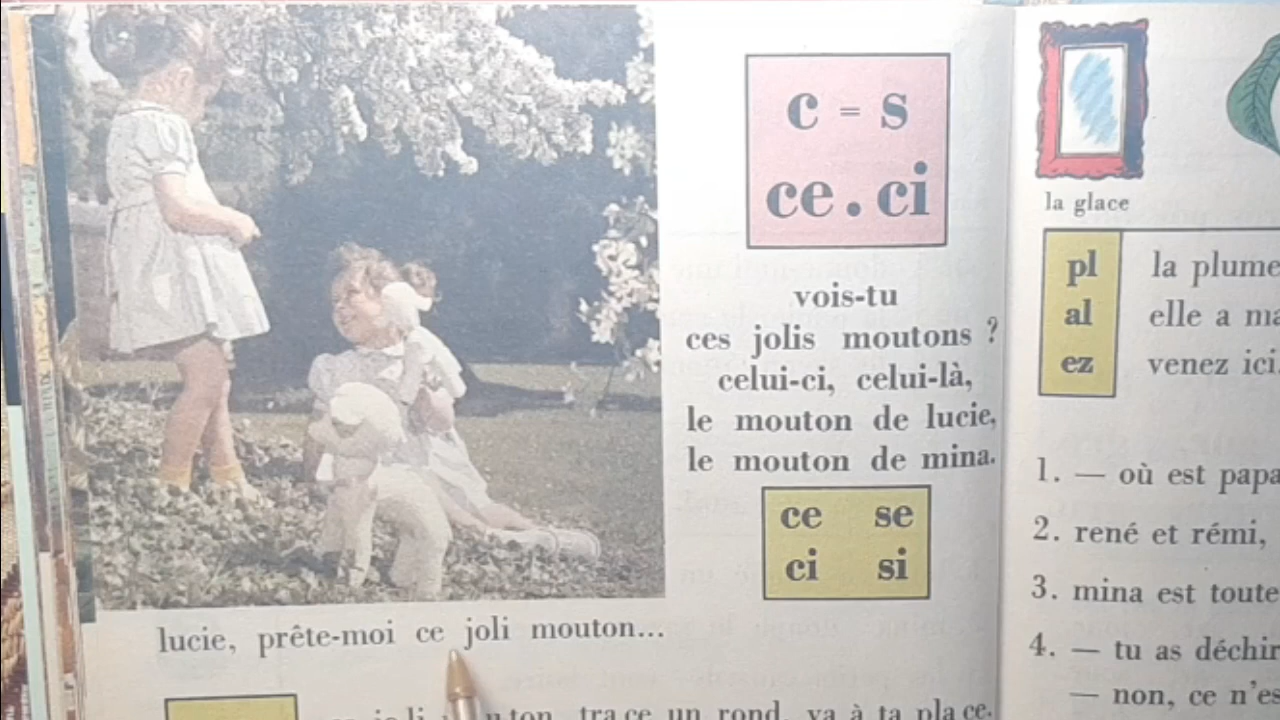 c = s
ce . ci
vois-tu
ces jolis moutons ?
celui-ci, celui-là,
le mouton de lucie,
le mouton de mina.
ce se
ci si
lucie, prête-moi ce joli mouton...
trace un rond, va à ta place.
la glace
pl la plume
al elle a
ez venez ici
1. — où est papa
2. rené et rémi,
3. mina est toute
4. — tu as
— non, ce